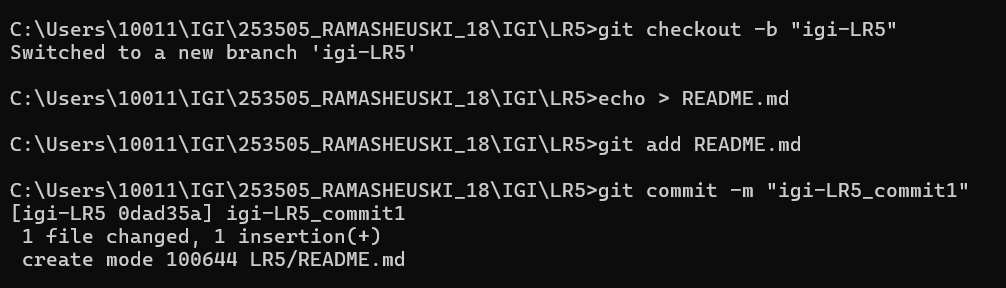 C:\Users\10011\IGI\253505_RAMASHEUSKI_18\IGI\LR5>git checkout -b "igi-LR5"
Switched to a new branch 'igi-LR5'
C:\Users\10011\IGI\253505_RAMASHEUSKI_18\IGI\LR5>echo > README.md
C:\Users\10011\IGI\253505_RAMASHEUSKI_18\IGI\LR5>git add README.md
C:\Users\10011\IGI\253505_RAMASHEUSKI_18\IGI\LR5>git commit -m "igi-LR5_commit1"
[igi-LR5 0dad35a] igi-LR5_commit1
 1 file changed, 1 insertion(+)
 create mode 100644 LR5/README.md